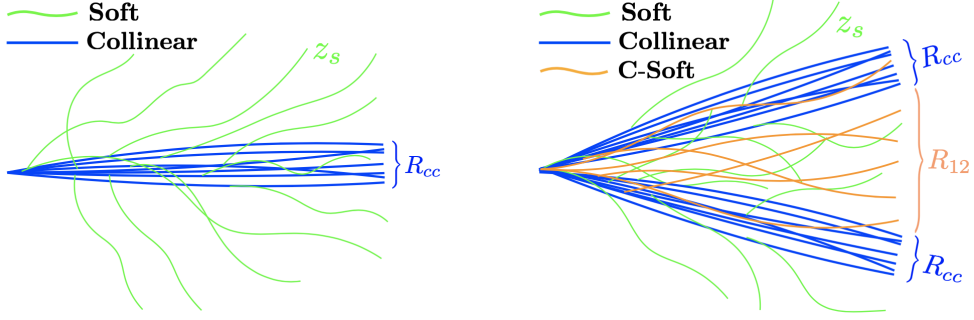 Soft
Collinear
z_s
R_cc
Soft
Collinear
C-Soft
z_s
R_cc
R_12
R_cc